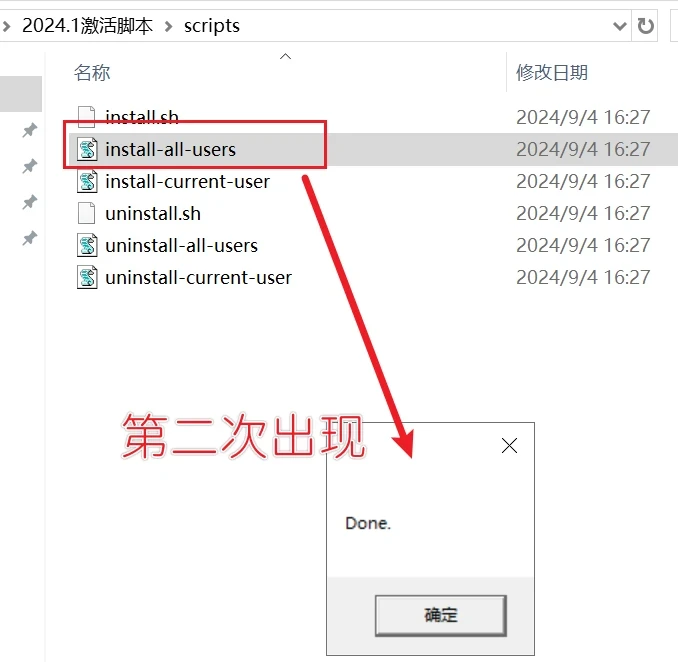 2024.1激活脚本 scripts
名称 修改日期
install.sh 2024/9/4 16:27
install-all-users 2024/9/4 16:27
install-current-user 2024/9/4 16:27
uninstall.sh 2024/9/4 16:27
uninstall-all-users 2024/9/4 16:27
uninstall-current-user 2024/9/4 16:27
第二次出现
Done.
确定